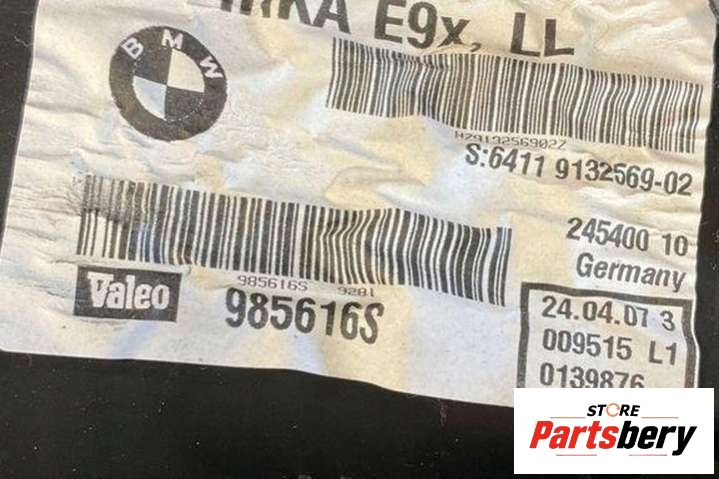 E9x, LL
BMW
HZ9132569027
S:6411 9132569-02
245400 10
Germany
985616S 9281
Valeo
985616S
24.04.07 3
009515 L1
0139876
STORE
Partsbery